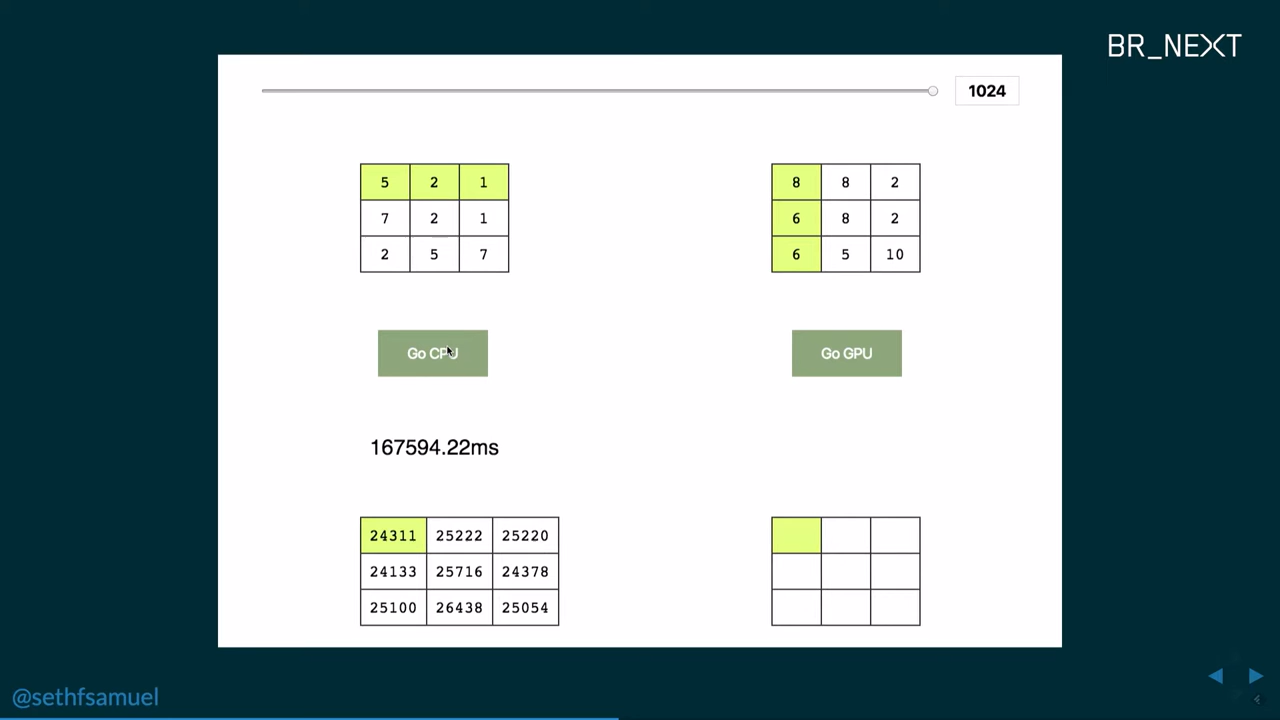 BR_NEXT
1024
5 2 1
7 2 1
2 5 7
8 8 2
6 8 2
6 5 10
Go CPU
Go GPU
167594.22ms
24311 25222 25220
24133 25716 24378
25100 26438 25054
@sethfsamuel